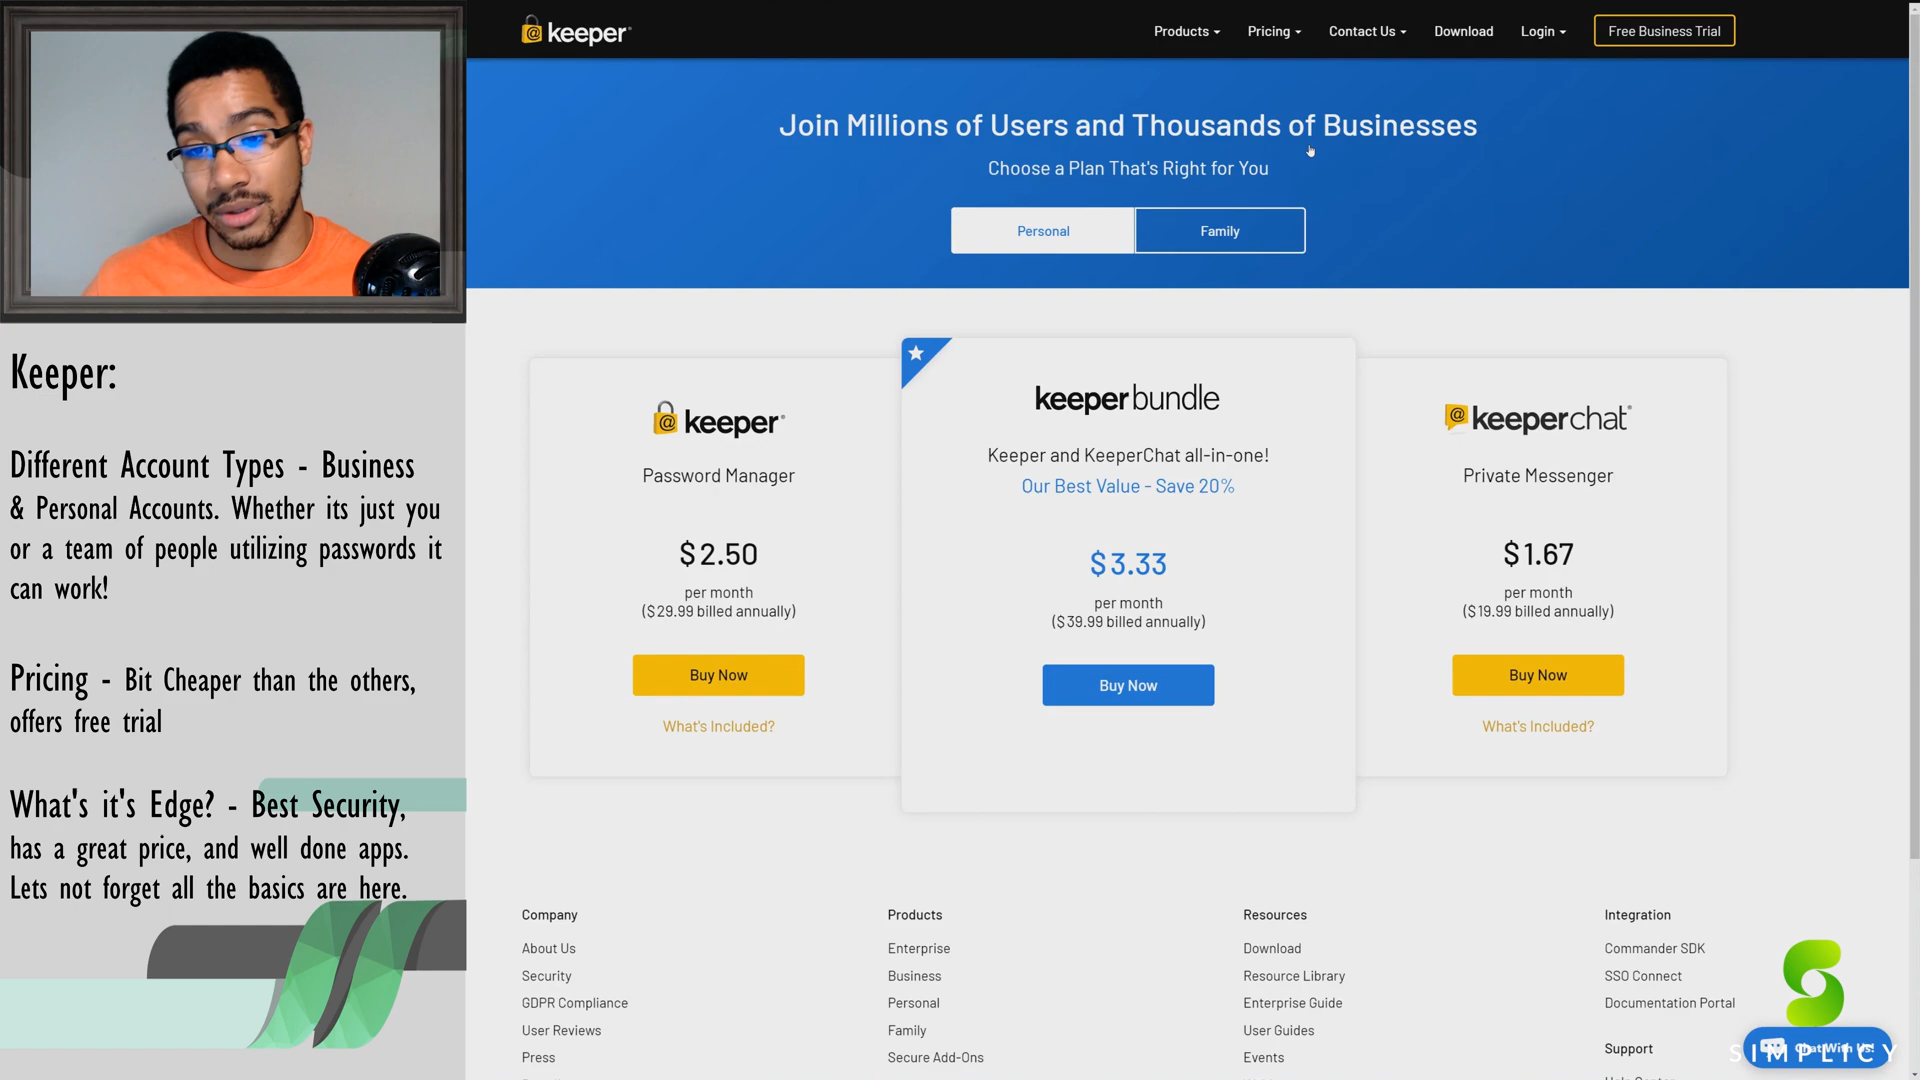 keeper
Products
Pricing
Contact Us
Download
Login
Free Business Trial
Join Millions of Users and Thousands of Businesses
Choose a Plan That's Right for You
Personal
Family
Keeper:
Different Account Types - Business
& Personal Accounts. Whether its just you
or a team of people utilizing passwords it
can work!
Pricing - Bit Cheaper than the others,
offers free trial
What's it's Edge? - Best Security,
has a great price, and well done apps.
Lets not forget all the basics are here.
keeper
Password Manager
$2.50
per month
($29.99 billed annually)
Buy Now
What's Included?
keeperbundle
Keeper and KeeperChat all-in-one!
Our Best Value - Save 20%
$3.33
per month
($39.99 billed annually)
Buy Now
keeperchat
Private Messenger
$1.67
per month
($19.99 billed annually)
Buy Now
What's Included?
Company
About Us
Security
GDPR Compliance
User Reviews
Press
Products
Enterprise
Business
Personal
Family
Secure Add-Ons
Resources
Download
Resource Library
Enterprise Guide
User Guides
Events
Integration
Commander SDK
SSO Connect
Documentation Portal
Support
Chat With Us!
SIMPLICY